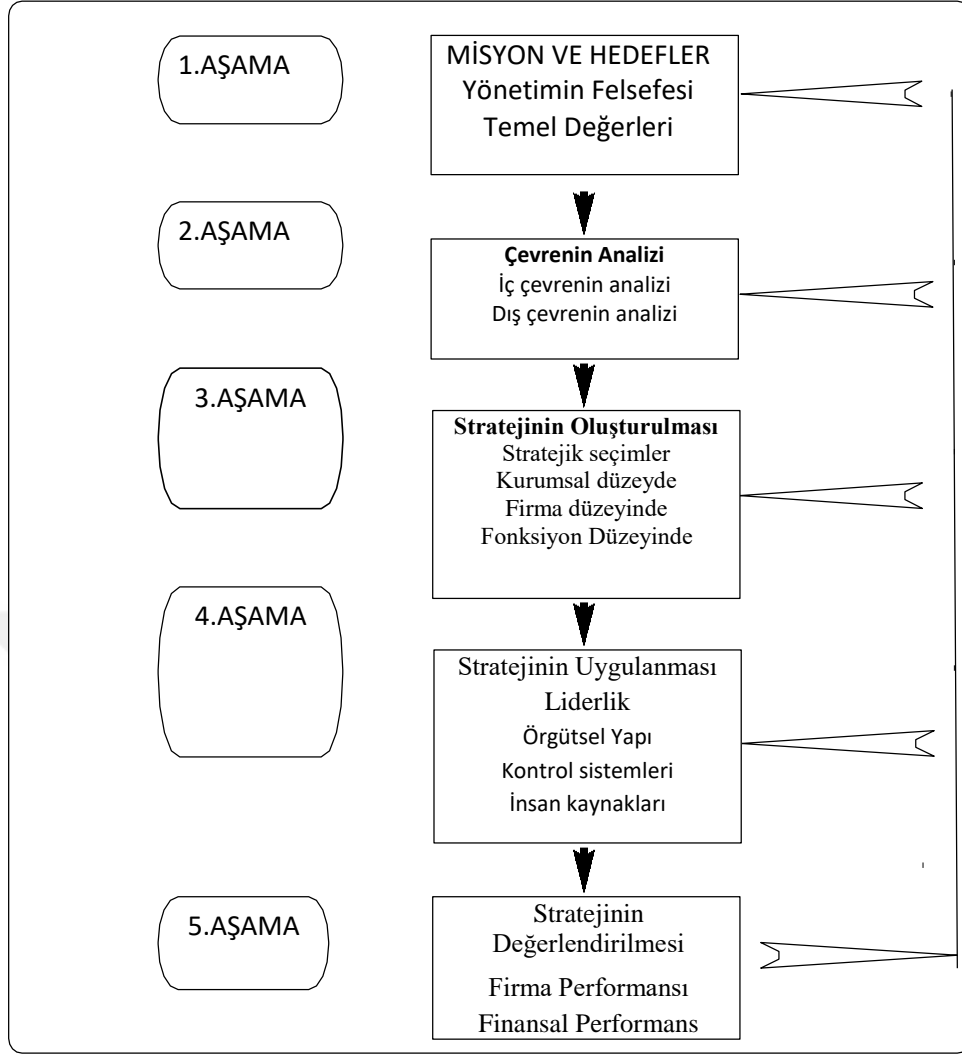 1.AŞAMA
MİSYON VE HEDEFLER
Yönetimin Felsefesi
Temel Değerleri
2.AŞAMA
Çevrenin Analizi
İç çevrenin analizi
Dış çevrenin analizi
3.AŞAMA
Stratejinin Oluşturulması
Stratejik seçimler
Kurumsal düzeyde
Firma düzeyinde
Fonksiyon Düzeyinde
4.AŞAMA
Stratejinin Uygulanması
Liderlik
Örgütsel Yapı
Kontrol sistemleri
İnsan kaynakları
5.AŞAMA
Stratejinin
Değerlendirilmesi
Firma Performansı
Finansal Performans